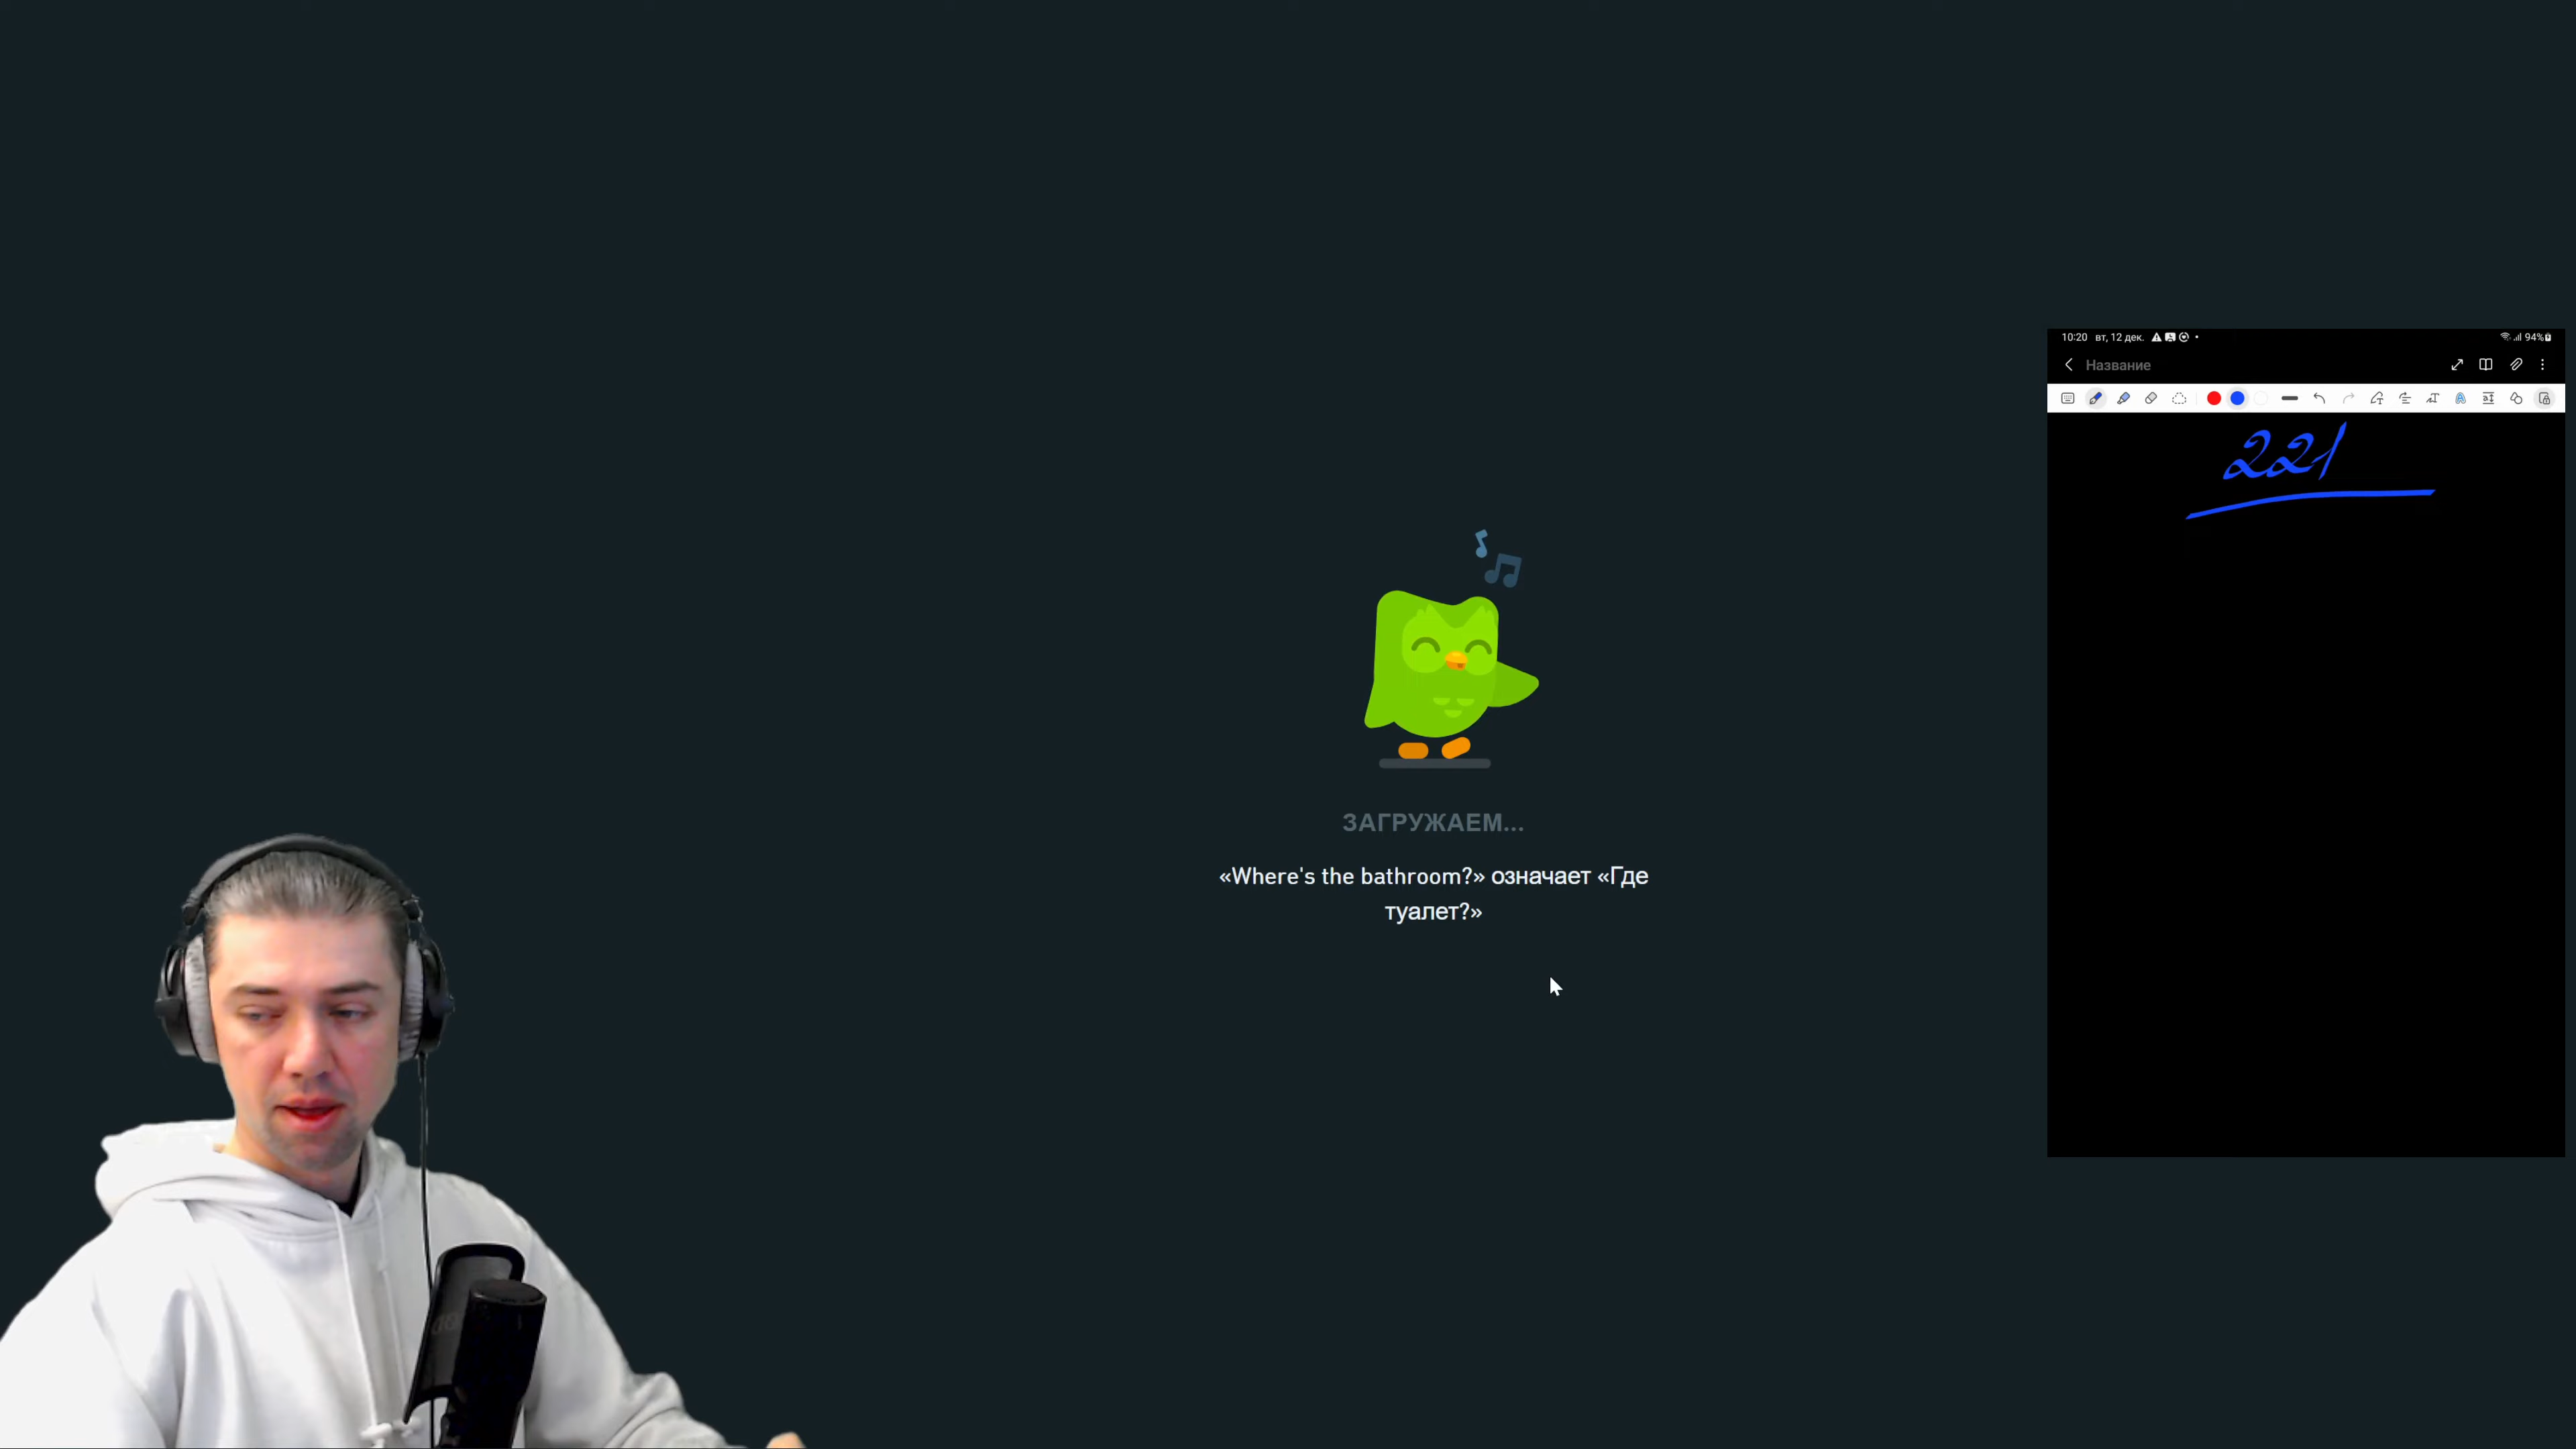 10:20 вт, 12 дек.
94%
Название
221
ЗАГРУЖАЕМ...
«Where's the bathroom?» означает «Где
туалет?»